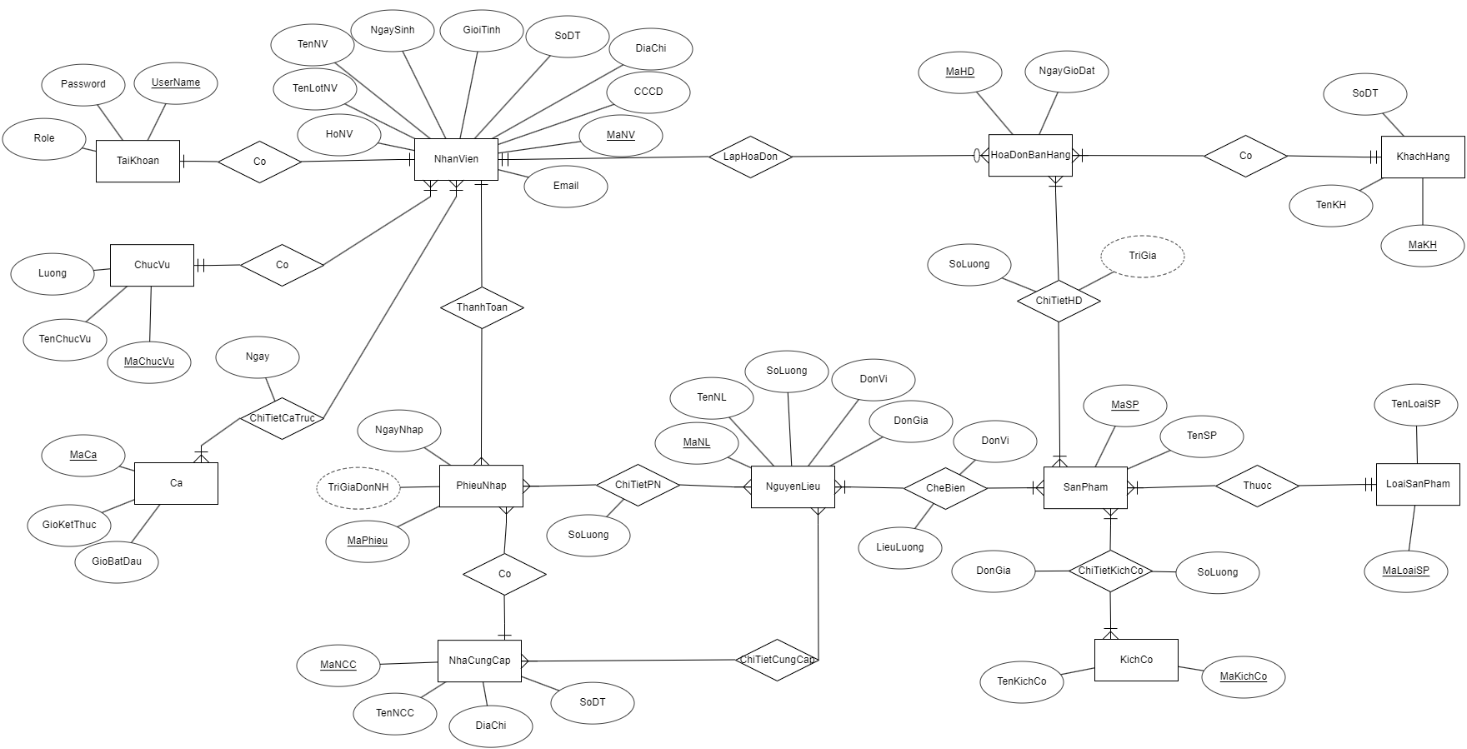 NgaySinh
GioiTinh
SoDT
TenNV
DiaChi
Password
UserName
TenLotNV
CCCD
MaHD
NgayGioDat
SoDT
Role
HoNV
MaNV
TaiKhoan
Co
NhanVien
LapHoaDon
HoaDonBanHang
Co
KhachHang
Email
TenKH
MaKH
Luong
ChucVu
Co
SoLuong
TriGia
TenChucVu
MaChucVu
ThanhToan
ChiTietHD
Ngay
ChiTietCaTruc
SoLuong
DonVi
TenNL
DonGia
MaSP
TenLoaiSP
NgayNhap
MaNL
DonVi
TenSP
MaCa
Ca
TriGiaDonNH
PhieuNhap
ChiTietPN
NguyenLieu
CheBien
SanPham
Thuoc
LoaiSanPham
GioKetThuc
MaPhieu
SoLuong
LieuLuong
GioBatDau
Co
DonGia
ChiTietKichCo
SoLuong
MaLoaiSP
MaNCC
NhaCungCap
ChiTietCungCap
KichCo
TenKichCo
MaKichCo
TenNCC
DiaChi
SoDT